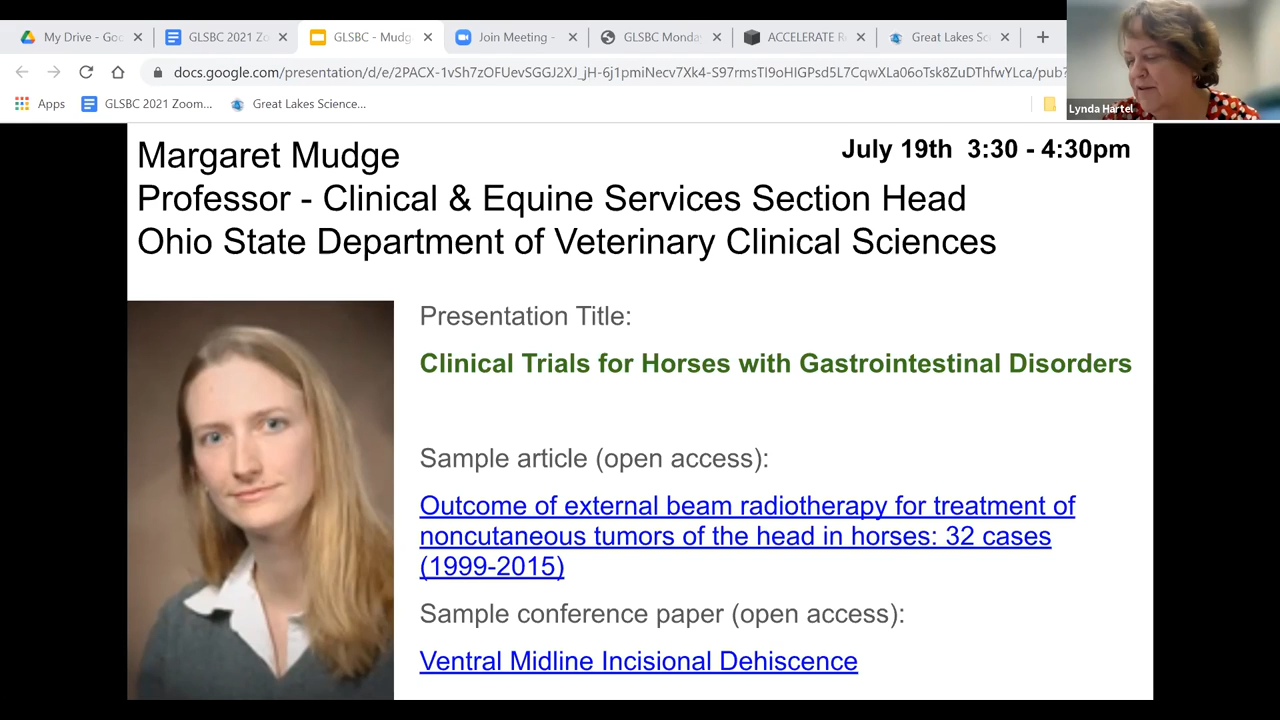 My Drive - Goo
GLSBC 2021 Zo
GLSBC - Mudg
Join Meeting -
GLSBC Monda
ACCELERATE R
Great Lakes Sc
docs.google.com/presentation/d/e/2PACX-1vSh7zOFUevSGGJ2XJ_jH-6j1pmiNecv7Xk4-S97rmsTI9oHIGPsd5L7CqwXLa06oTsk8ZuDThfwYLca/pub?
Apps
GLSBC 2021 Zoom...
Great Lakes Science...
Lynda Hartel
Margaret Mudge
July 19th 3:30 - 4:30pm
Professor - Clinical & Equine Services Section Head
Ohio State Department of Veterinary Clinical Sciences
Presentation Title:
Clinical Trials for Horses with Gastrointestinal Disorders
Sample article (open access):
Outcome of external beam radiotherapy for treatment of
noncutaneous tumors of the head in horses: 32 cases
(1999-2015)
Sample conference paper (open access):
Ventral Midline Incisional Dehiscence